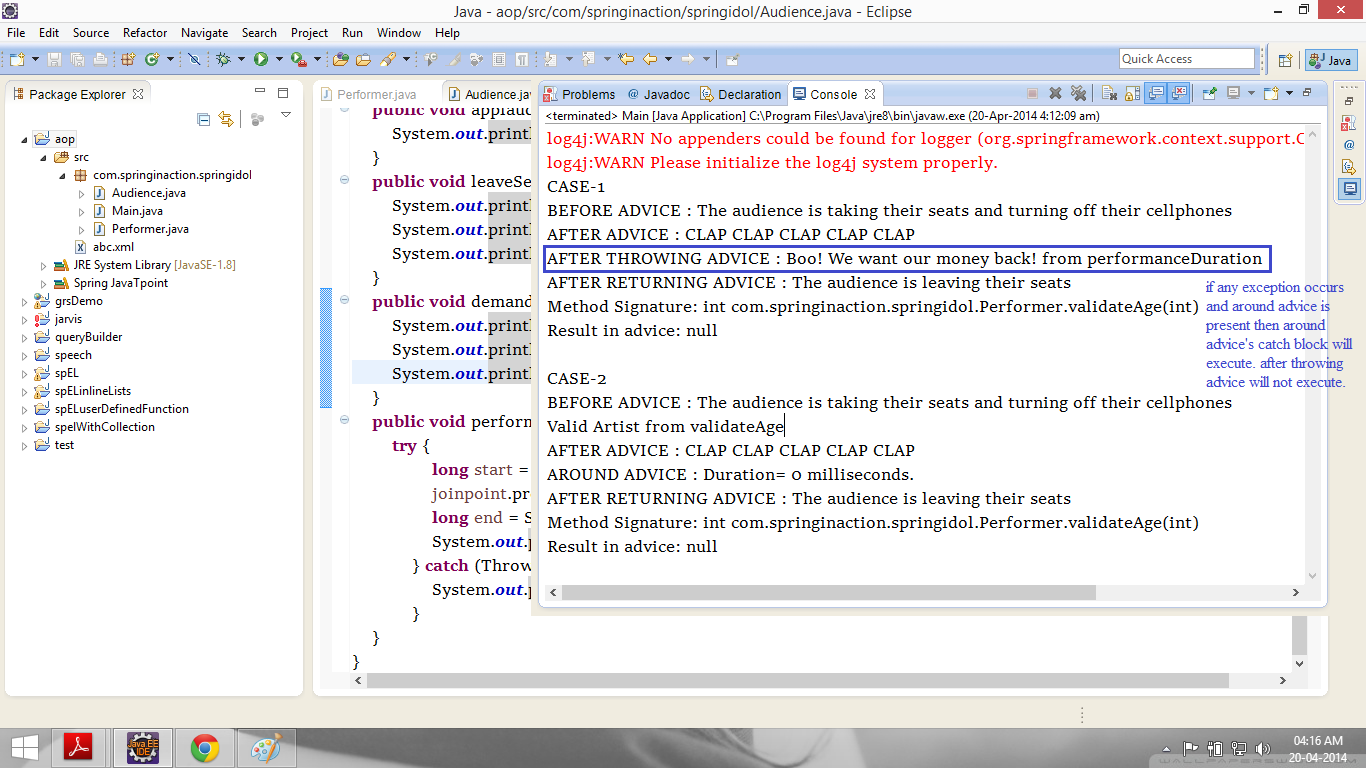 Java - aop/src/com/springinaction/springidol/Audience.java - Eclipse
File Edit Source Refactor Navigate Search Project Run Window Help
Quick Access
Java
Package Explorer
aop
src
com.springinaction.springidol
Audience.java
Main.java
Performer.java
abc.xml
JRE System Library [JavaSE-1.8]
Spring JavaTpoint
grsDemo
jarvis
queryBuilder
speech
spEL
spELinlineLists
spELuserDefinedFunction
spelWithCollection
test
Performer.java
Audience.jav
public void applaud
System.out.println
}
public void leaveSe
System.out.println
System.out.println
System.out.println
}
public void demand
System.out.println
System.out.println
System.out.println
}
public void perform
try {
long start =
joinpoint.pr
long end = S
System.out.p
} catch (Throw
System.out.p
}
}
}
Problems @ Javadoc Declaration Console
<terminated> Main [Java Application] C:\Program Files\Java\jre8\bin\javaw.exe (20-Apr-2014 4:12:09 am)
log4j:WARN No appenders could be found for logger (org.springframework.context.support.C
log4j:WARN Please initialize the log4j system properly.
CASE-1
BEFORE ADVICE : The audience is taking their seats and turning off their cellphones
AFTER ADVICE : CLAP CLAP CLAP CLAP CLAP
AFTER THROWING ADVICE : Boo! We want our money back! from performanceDuration
AFTER RETURNING ADVICE : The audience is leaving their seats
Method Signature: int com.springinaction.springidol.Performer.validateAge(int)
Result in advice: null
CASE-2
BEFORE ADVICE : The audience is taking their seats and turning off their cellphones
Valid Artist from validateAge
AFTER ADVICE : CLAP CLAP CLAP CLAP CLAP
AROUND ADVICE : Duration= 0 milliseconds.
AFTER RETURNING ADVICE : The audience is leaving their seats
Method Signature: int com.springinaction.springidol.Performer.validateAge(int)
Result in advice: null
if any exception occurs
and around advice is
present then around
advice's catch block will
execute. after throwing
advice will not execute.
Java EE
IDE
04:16 AM
20-04-2014